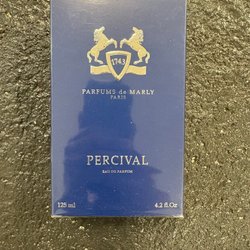 1743
PARFUMS de MARLY
PARIS
PERCIVAL
EAU DE PARFUM
125 ml 4.2 fl.Oz